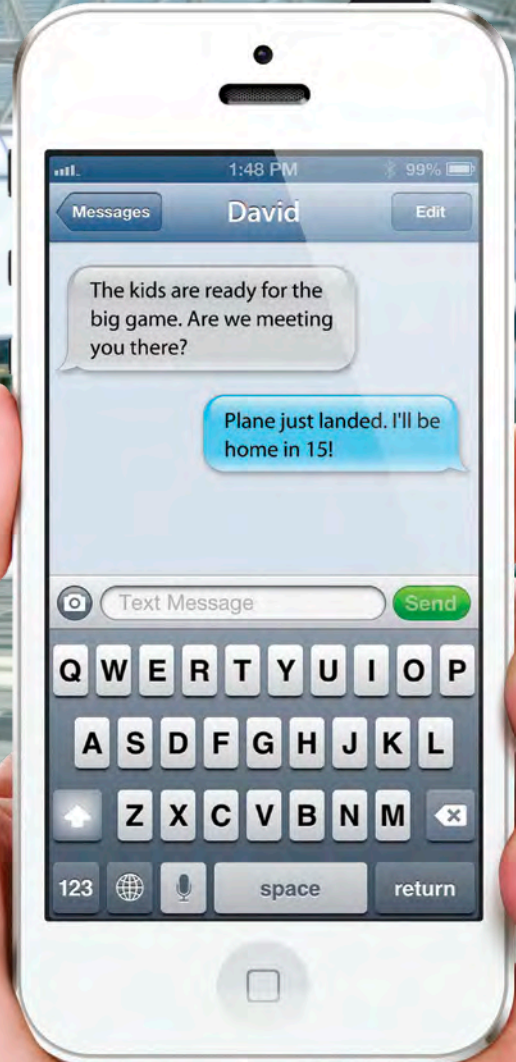 1:48 PM
99%
Messages
David
Edit
The kids are ready for the
big game. Are we meeting
you there?
Plane just landed. I'll be
home in 15!
Text Message
Send
Q W E R T Y U I O P
A S D F G H J K L
Z X C V B N M
123
space
return